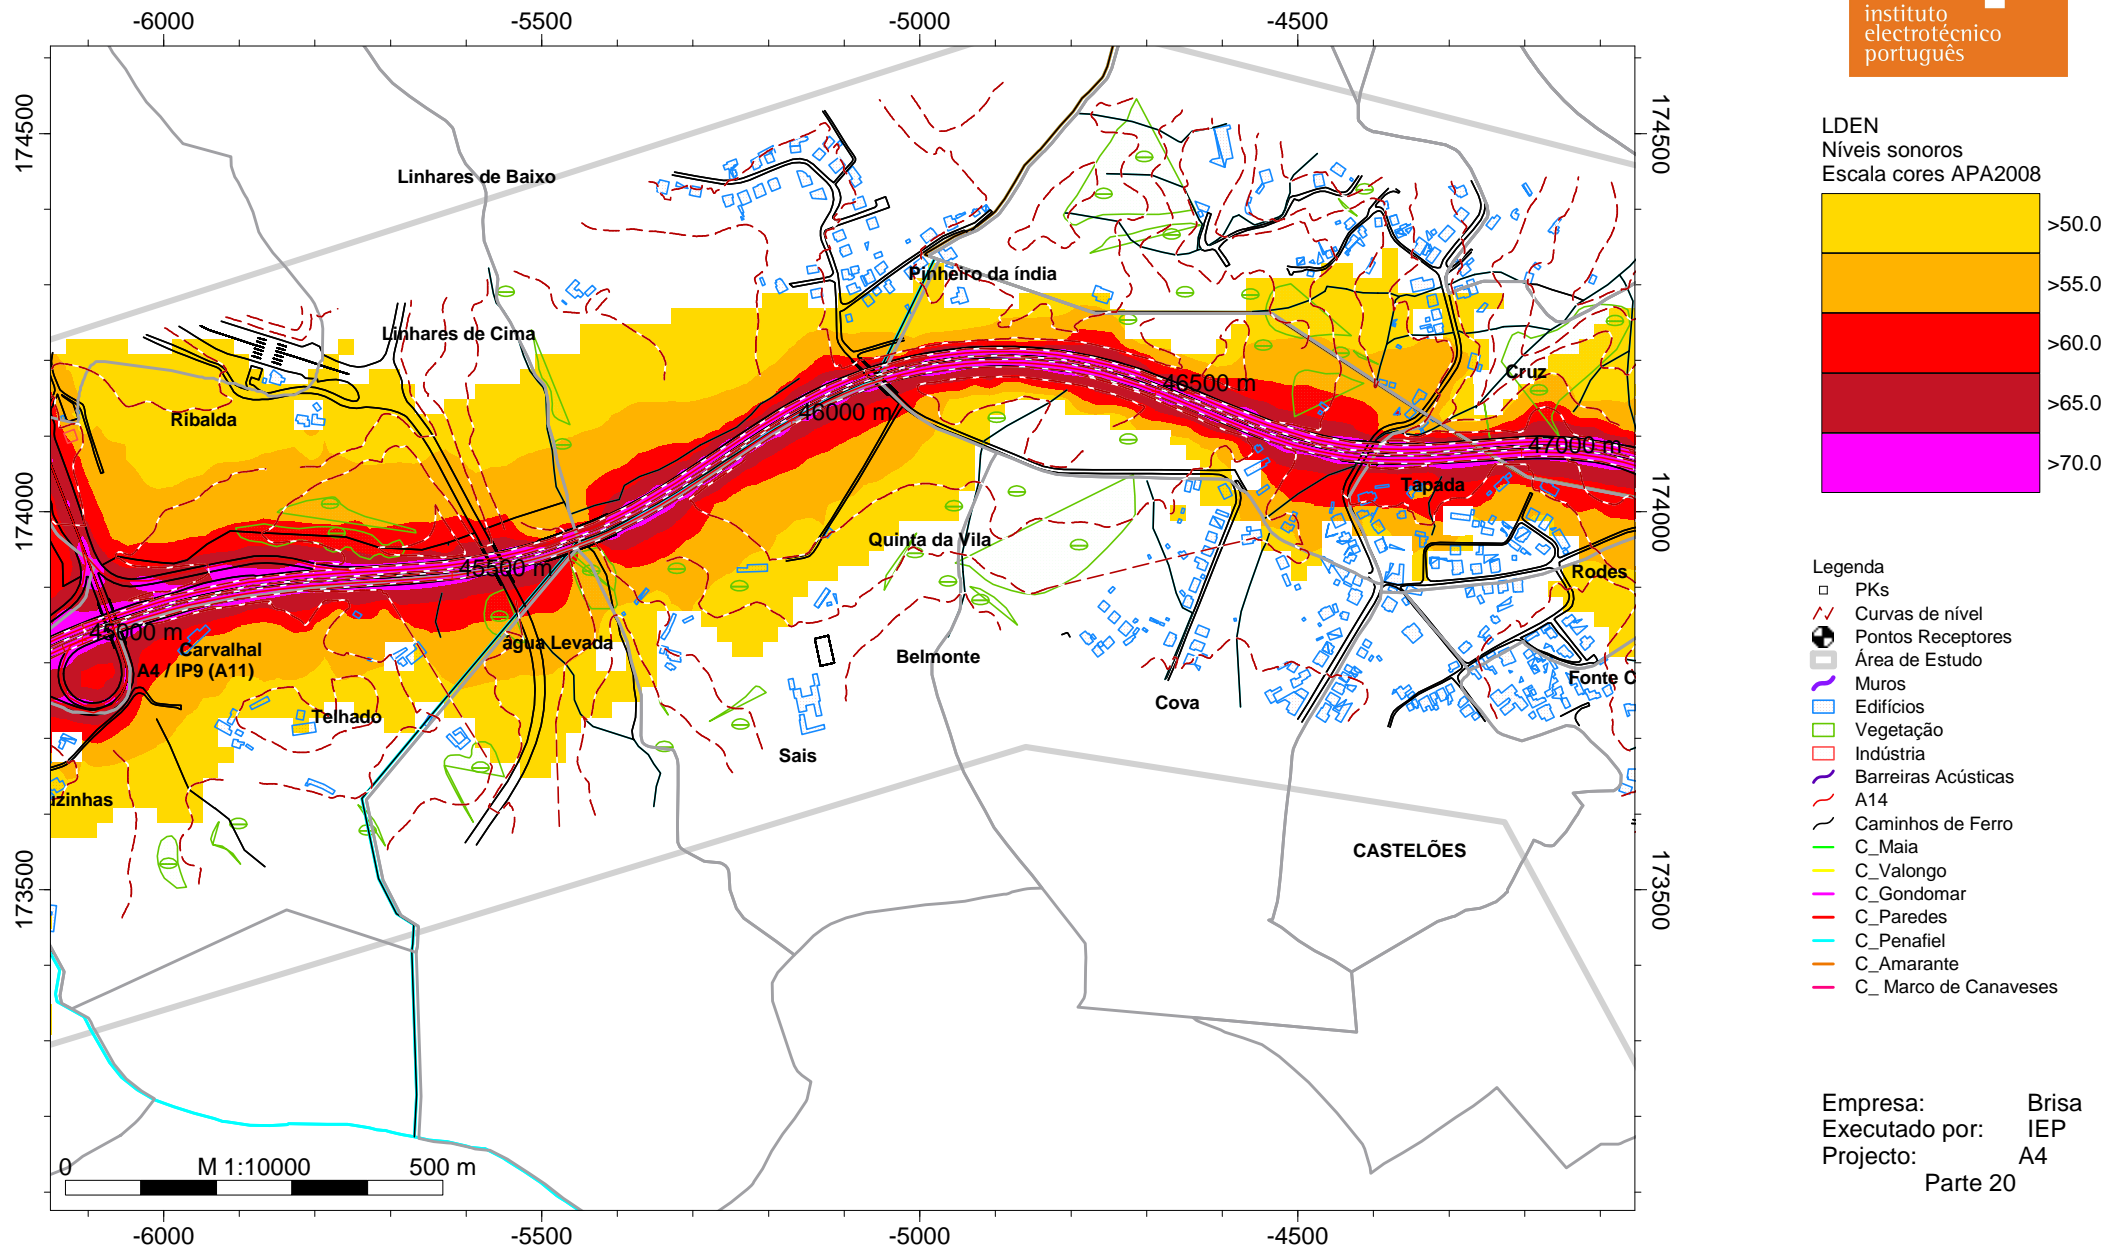 -6000 -5500 -5000 -4500
instituto
electrotécnico
português
174500
174500
174000
174000
173500
173500
Linhares de Baixo
Pinheiro da índia
Linhares de Cima
Cruz
46500 m
46000 m
Ribalda
47000 m
Tapada
Quinta da Vila
45500 m
Rodes
45000 m
água Levada
Carvalhal
Belmonte
A4 / IP9 (A11)
Fonte C
Cova
Telhado
Sais
zinhas
CASTELÕES
0 M 1:10000 500 m
-6000 -5500 -5000 -4500
LDEN
Níveis sonoros
Escala cores APA2008
>50.0
>55.0
>60.0
>65.0
>70.0
Legenda
PKs
Curvas de nível
Pontos Receptores
Área de Estudo
Muros
Edifícios
Vegetação
Indústria
Barreiras Acústicas
A14
Caminhos de Ferro
C_Maia
C_Valongo
C_Gondomar
C_Paredes
C_Penafiel
C_Amarante
C_ Marco de Canaveses
Empresa: Brisa
Executado por: IEP
Projecto: A4
Parte 20